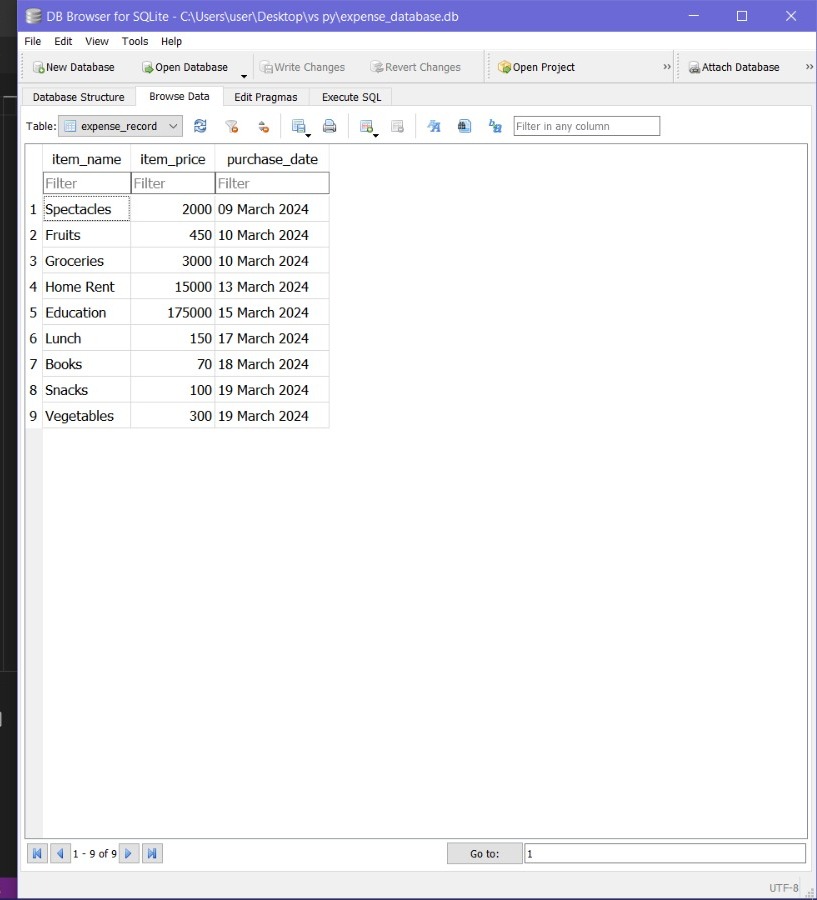 DB Browser for SQLite - C:\Users\user\Desktop\vs py\expense_database.db
File Edit View Tools Help
New Database Open Database Write Changes Revert Changes Open Project » Attach Database »
Database Structure Browse Data Edit Pragmas Execute SQL
Table: expense_record Filter in any column
item_name item_price purchase_date
Filter Filter Filter
1 Spectacles 2000 09 March 2024
2 Fruits 450 10 March 2024
3 Groceries 3000 10 March 2024
4 Home Rent 15000 13 March 2024
5 Education 175000 15 March 2024
6 Lunch 150 17 March 2024
7 Books 70 18 March 2024
8 Snacks 100 19 March 2024
9 Vegetables 300 19 March 2024
1 - 9 of 9 Go to: 1
UTF-8